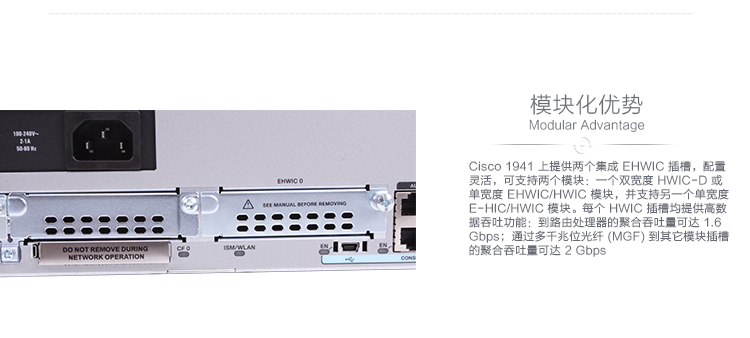 模块化优势
Modular Advantage
Cisco 1941 上提供两个集成 EHWIC 插槽，配置
灵活，可支持两个模块：一个双宽度 HWIC-D 或
单宽度 EHWIC/HWIC 模块，并支持另一个单宽度
E-HIC/HWIC 模块。每个 HWIC 插槽均提供高数
据吞吐功能：到路由处理器的聚合吞吐量可达 1.6
Gbps；通过多千兆位光纤 (MGF) 到其它模块插槽
的聚合吞吐量可达 2 Gbps
100-240V~
2-1A
50-60 Hz
EHWIC 0
SEE MANUAL BEFORE REMOVING
DO NOT REMOVE DURING
NETWORK OPERATION
CF 0
ISM/WLAN
EN
EN
CONS